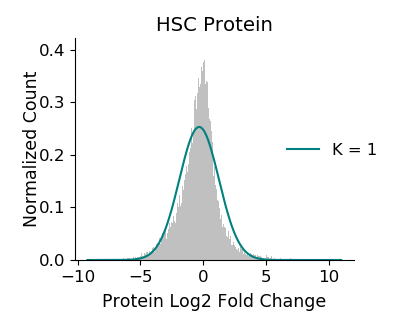 HSC Protein
Normalized Count
0.4
0.3
0.2
0.1
0.0
−10
−5
0
5
10
Protein Log2 Fold Change
K = 1